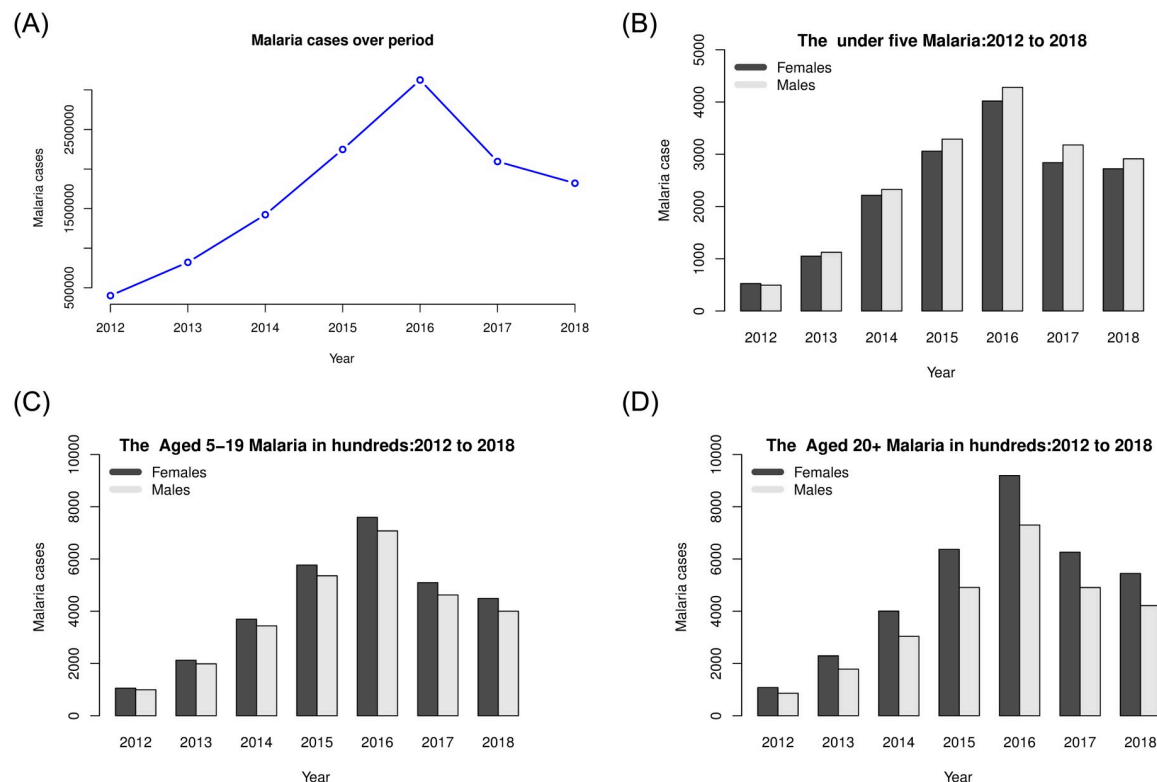 (A)
Malaria cases over period
Malaria cases
500000
1500000
2500000
2012 2013 2014 2015 2016 2017 2018
Year
(B)
The under five Malaria:2012 to 2018
Females
Males
Malaria case
0
1000
2000
3000
4000
5000
2012 2013 2014 2015 2016 2017 2018
Year
(C)
The Aged 5−19 Malaria in hundreds:2012 to 2018
Females
Males
Malaria cases
0
2000
4000
6000
8000
10000
2012 2013 2014 2015 2016 2017 2018
Year
(D)
The Aged 20+ Malaria in hundreds:2012 to 2018
Females
Males
Malaria cases
0
2000
4000
6000
8000
10000
2012 2013 2014 2015 2016 2017 2018
Year